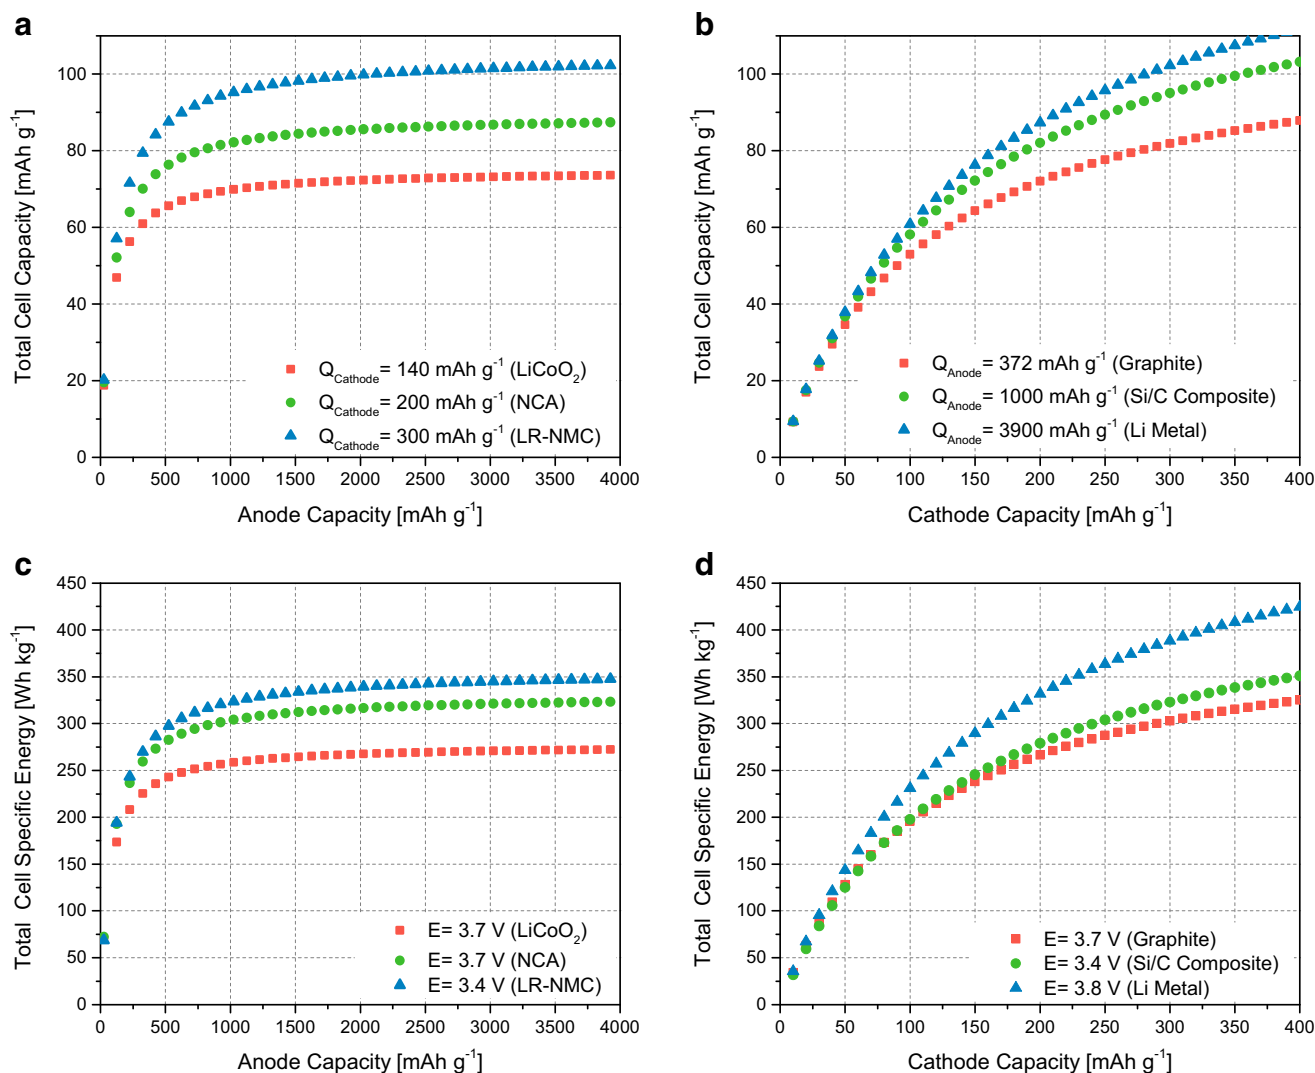 a
Total Cell Capacity [mAh g⁻¹]
100
80
60
40
20
0
Q_Cathode= 140 mAh g⁻¹ (LiCoO₂)
Q_Cathode= 200 mAh g⁻¹ (NCA)
Q_Cathode= 300 mAh g⁻¹ (LR-NMC)
0 500 1000 1500 2000 2500 3000 3500 4000
Anode Capacity [mAh g⁻¹]
b
Total Cell Capacity [mAh g⁻¹]
100
80
60
40
20
0
Q_Anode= 372 mAh g⁻¹ (Graphite)
Q_Anode= 1000 mAh g⁻¹ (Si/C Composite)
Q_Anode= 3900 mAh g⁻¹ (Li Metal)
0 50 100 150 200 250 300 350 400
Cathode Capacity [mAh g⁻¹]
c
Total Cell Specific Energy [Wh kg⁻¹]
450
400
350
300
250
200
150
100
50
0
E= 3.7 V (LiCoO₂)
E= 3.7 V (NCA)
E= 3.4 V (LR-NMC)
0 500 1000 1500 2000 2500 3000 3500 4000
Anode Capacity [mAh g⁻¹]
d
Total Cell Specific Energy [Wh kg⁻¹]
450
400
350
300
250
200
150
100
50
0
E= 3.7 V (Graphite)
E= 3.4 V (Si/C Composite)
E= 3.8 V (Li Metal)
0 50 100 150 200 250 300 350 400
Cathode Capacity [mAh g⁻¹]